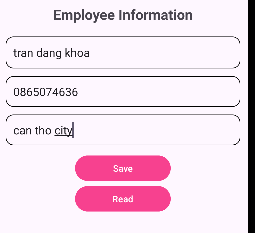 Employee Information
tran dang khoa
0865074636
can tho city
Save
Read